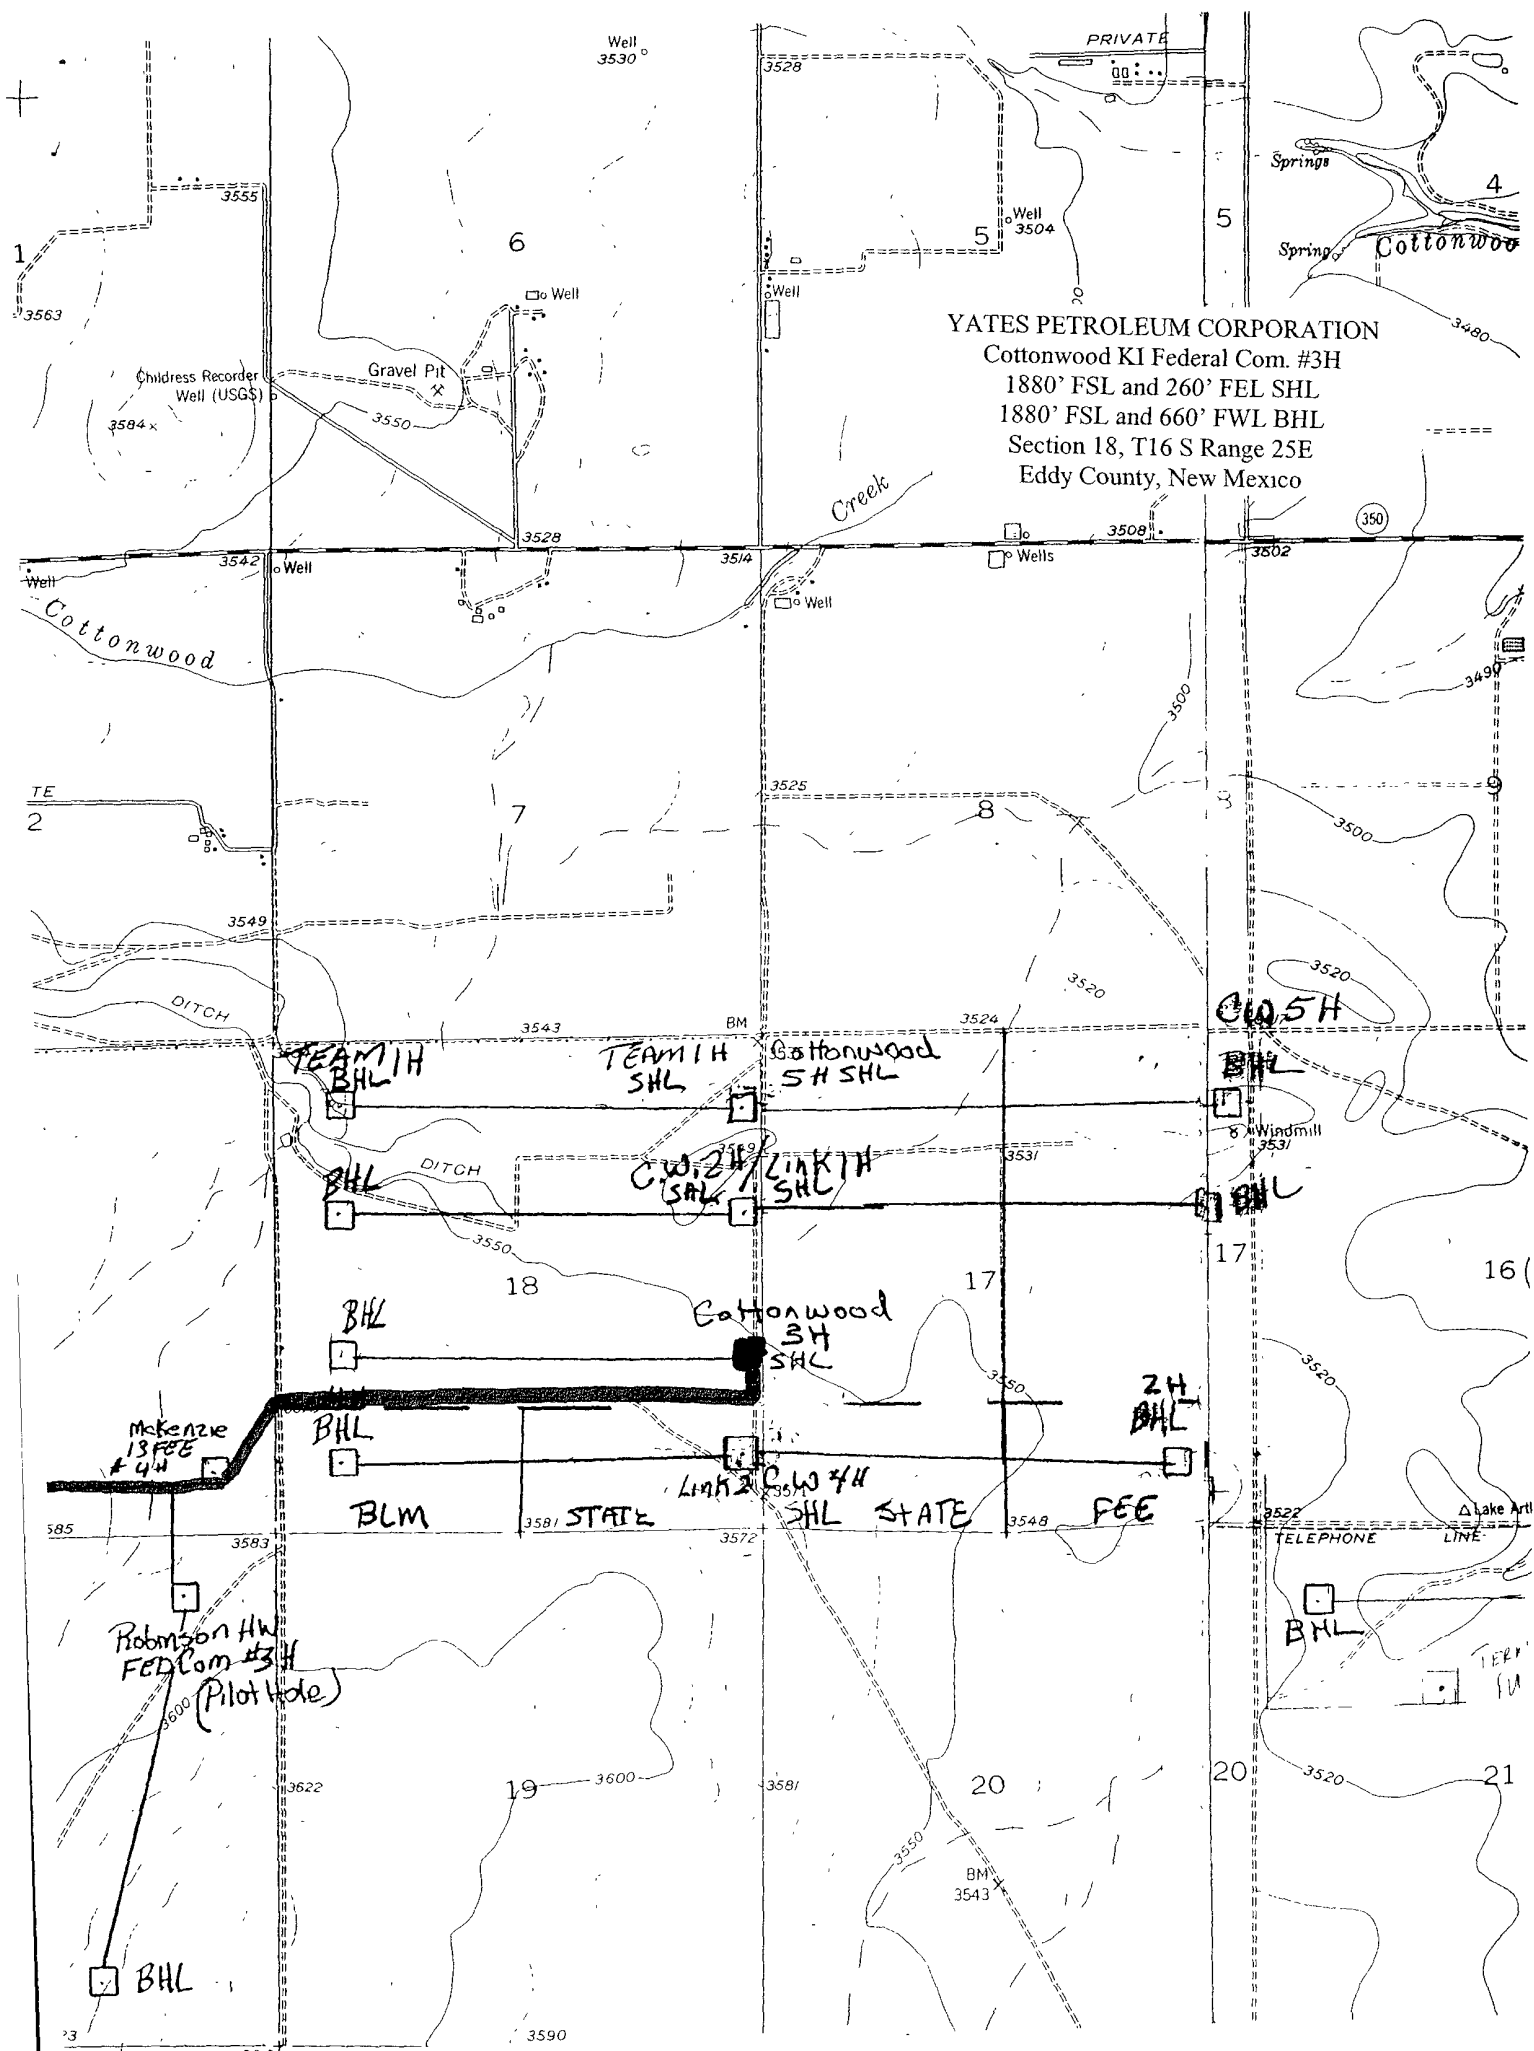 Well
3530
PRIVATE
3528
Springs
4
3555
Well
3504
5
5
1
6
Spring
Well
Well
3563
YATES PETROLEUM CORPORATION
Cottonwood KI Federal Com. #3H
1880' FSL and 260' FEL SHL
1880' FSL and 660' FWL BHL
Section 18, T16 S Range 25E
Eddy County, New Mexico
3480
Childress Recorder
Well (USGS)
Gravel Pit
3584
3550
Creek
3528
3508
350
3542
Well
3514
Wells
3502
Well
Well
Cottonwood
3500
TE
2
7
3525
8
9
3500
3549
3520
3520
DITCH
3543
BM
3524
CW 5H
BHL
TEAM 1H
BHL
TEAM 1H
SHL
Cottonwood
5H SHL
Windmill
3531
DITCH
3531
BHL
C.W. 2H/Link 1H
SHL
SHL
BHL
3550
18
17
17
16
BHL
Cottonwood
3H
SHL
3550
3520
2H
BHL
McKenzie
13 FEE
# 4H
BHL
Link 2
C.W 4H
SHL
BLM
STATE
STATE
FEE
585
3583
3581
3572
3548
3522
Lake Art
TELEPHONE LINE
Robinson HW
FED Com #3H
(Pilot Hole)
BHL
3600
3622
19
3600
3581
20
20
3520
21
3550
BM
3543
BHL
3590